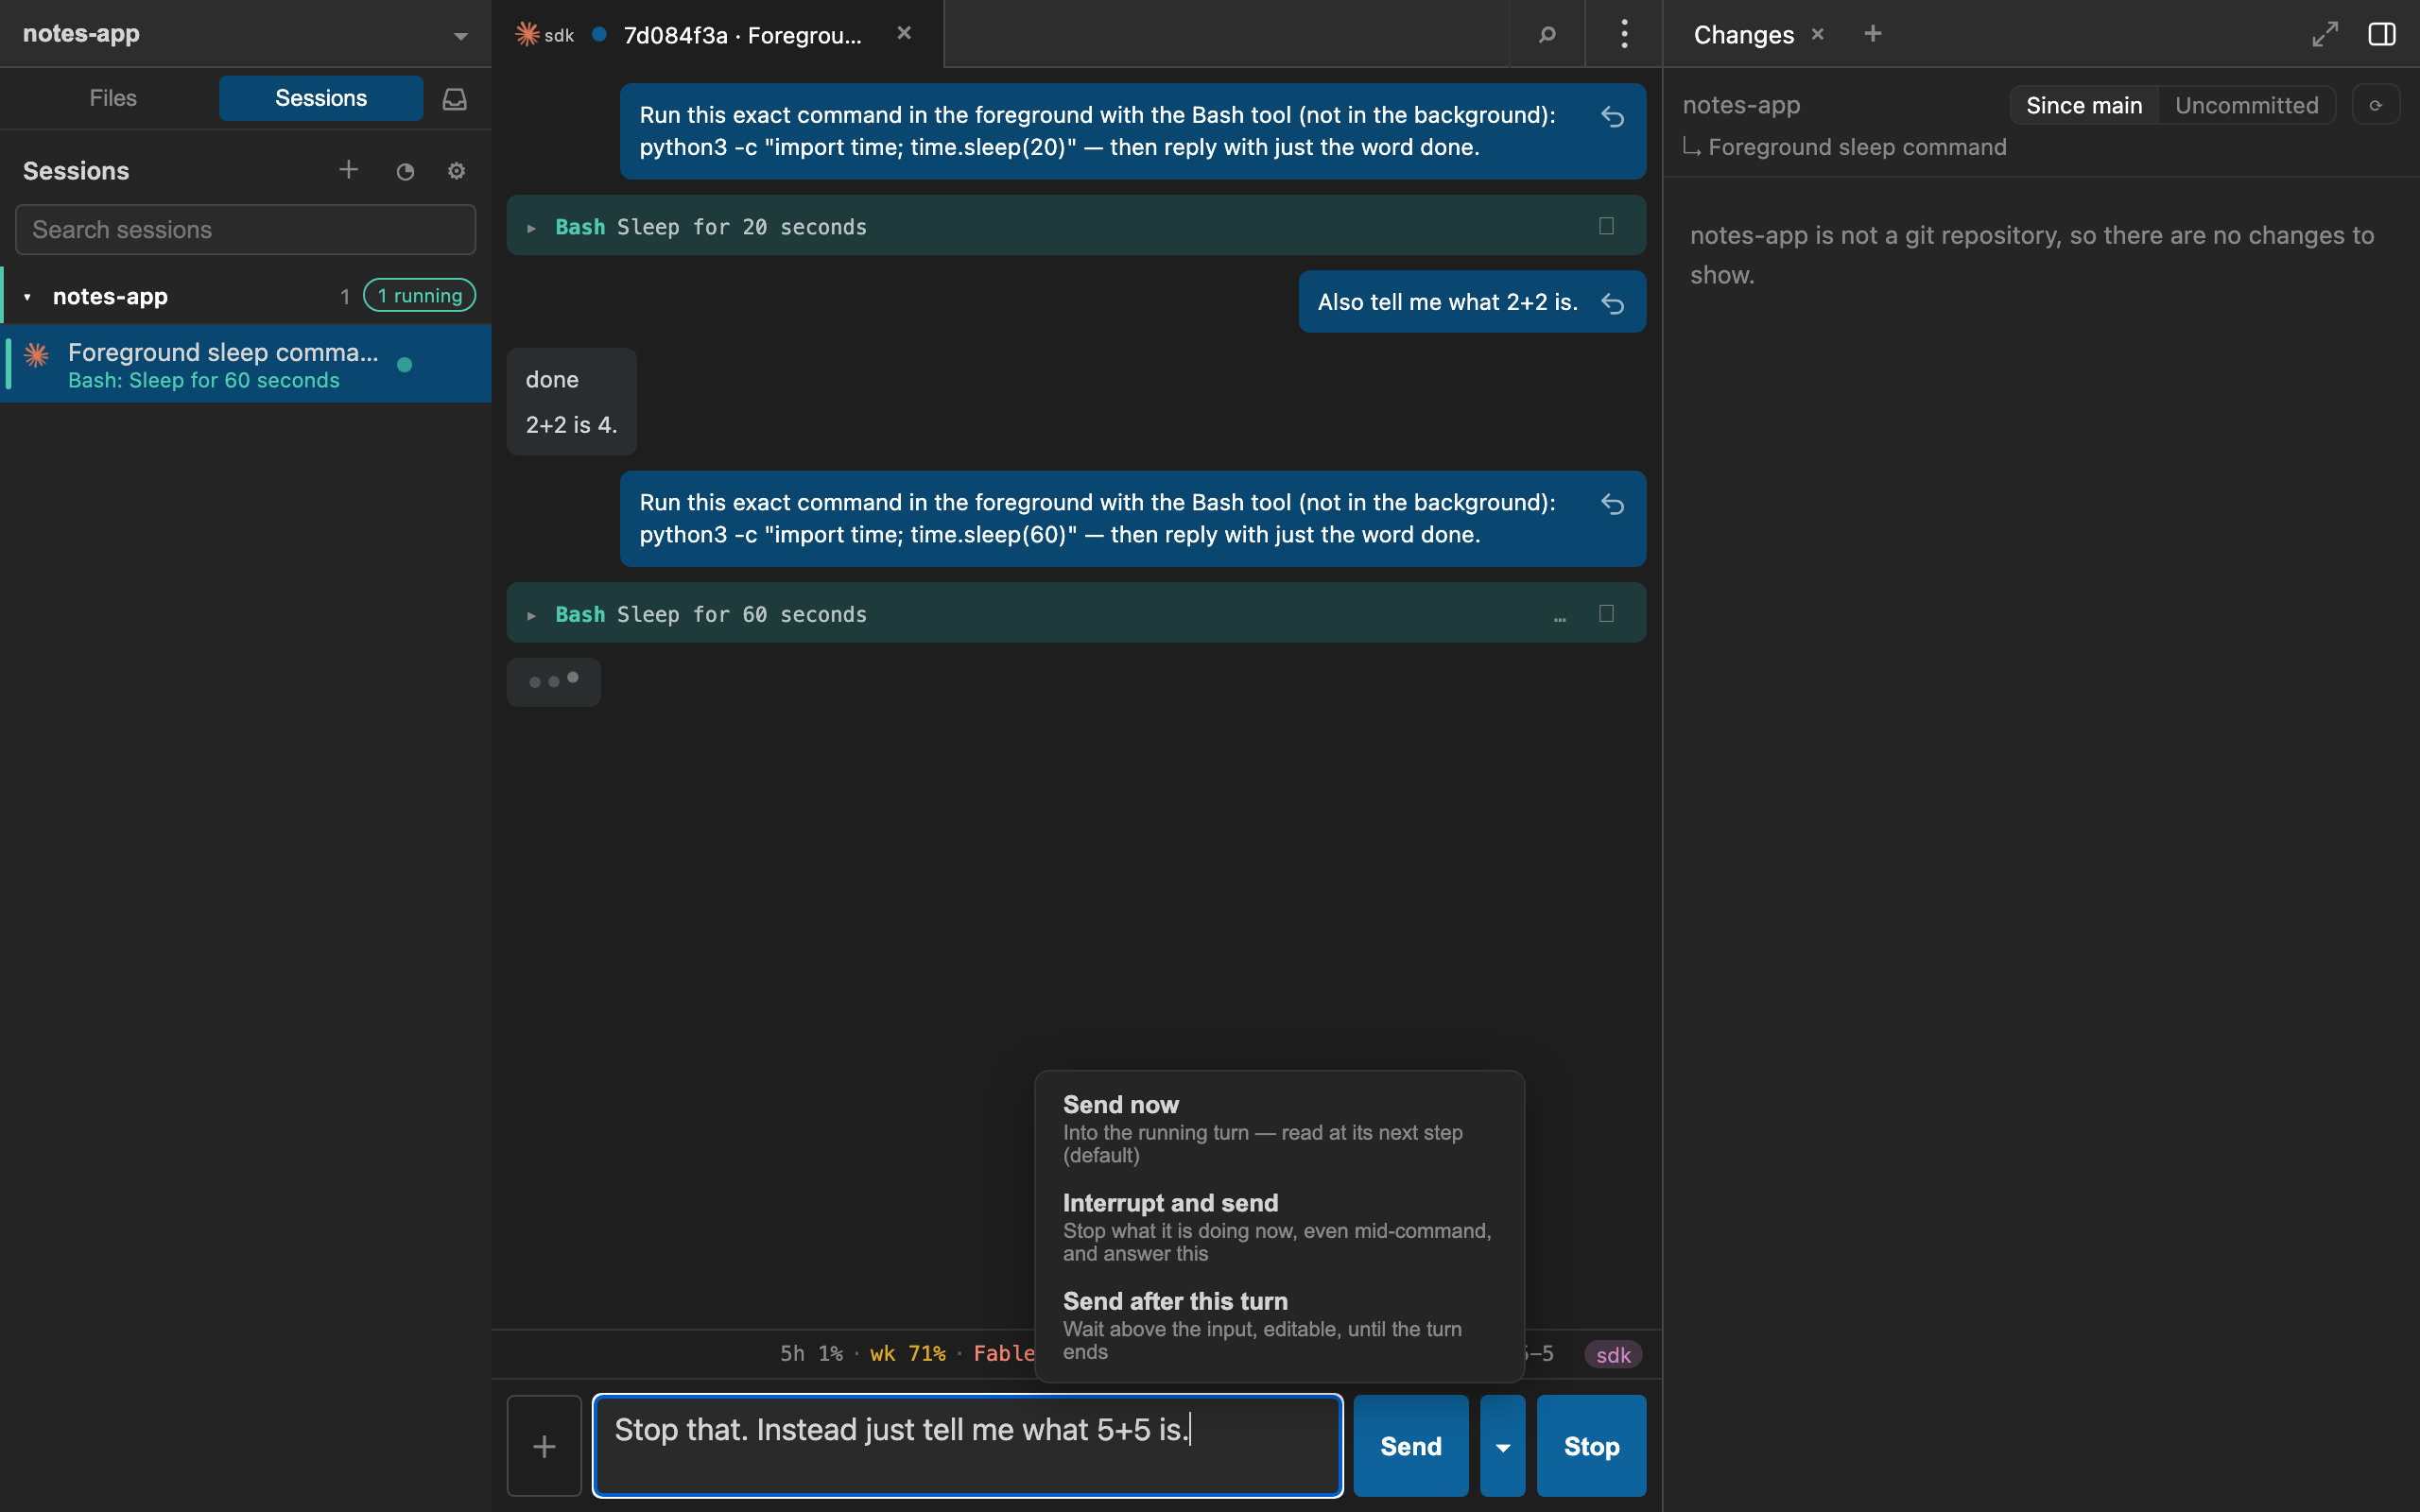 notes-app
Files
Sessions
Sessions
Search sessions
notes-app
1
1 running
Foreground sleep comma...
Bash: Sleep for 60 seconds
sdk
7d084f3a · Foregrou...
Run this exact command in the foreground with the Bash tool (not in the background):
python3 -c "import time; time.sleep(20)" — then reply with just the word done.
Bash Sleep for 20 seconds
Also tell me what 2+2 is.
done
2+2 is 4.
Run this exact command in the foreground with the Bash tool (not in the background):
python3 -c "import time; time.sleep(60)" — then reply with just the word done.
Bash Sleep for 60 seconds …
Send now
Into the running turn — read at its next step
(default)
Interrupt and send
Stop what it is doing now, even mid-command,
and answer this
Send after this turn
Wait above the input, editable, until the turn
ends
5h 1% · wk 71% · Fable
-5
sdk
Stop that. Instead just tell me what 5+5 is.
Send
Stop
Changes
notes-app
Since main
Uncommitted
Foreground sleep command
notes-app is not a git repository, so there are no changes to
show.